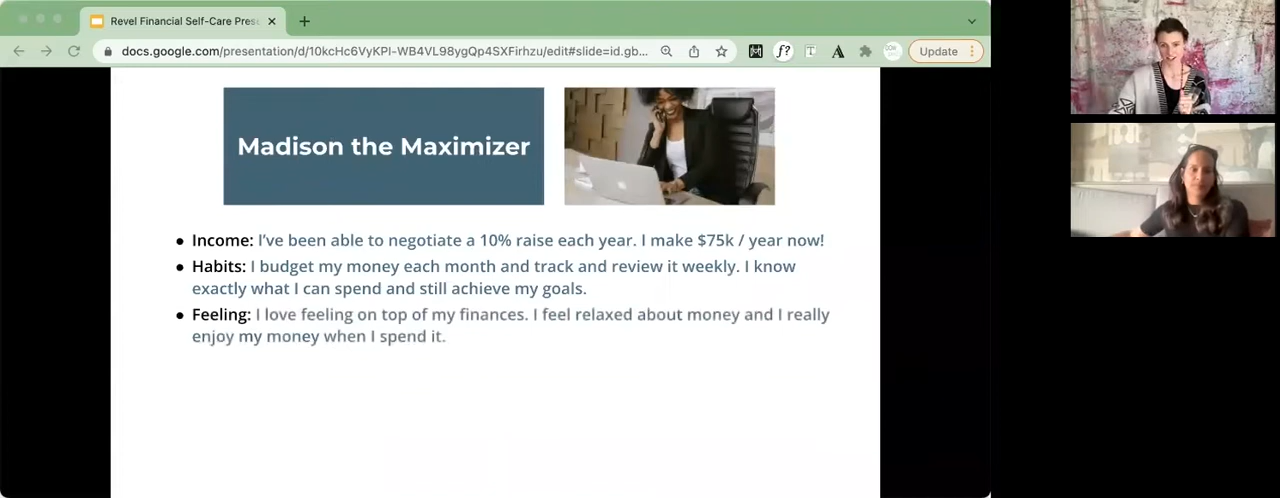 Revel Financial Self-Care Pres
docs.google.com/presentation/d/10kcHc6VyKPI-WB4VL98ygQp4SXFirhzu/edit#slide=id.gb...
f?
T
A
Update
Madison the Maximizer
● Income: I've been able to negotiate a 10% raise each year. I make $75k / year now!
● Habits: I budget my money each month and track and review it weekly. I know
exactly what I can spend and still achieve my goals.
● Feeling: I love feeling on top of my finances. I feel relaxed about money and I really
enjoy my money when I spend it.